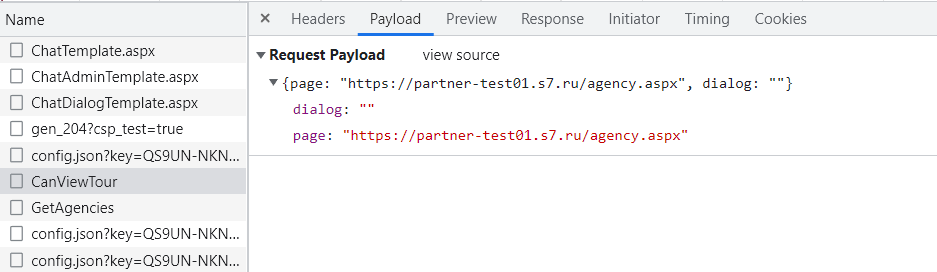 Name
ChatTemplate.aspx
ChatAdminTemplate.aspx
ChatDialogTemplate.aspx
gen_204?csp_test=true
config.json?key=QS9UN-NKN...
CanViewTour
GetAgencies
config.json?key=QS9UN-NKN...
config.json?key=QS9UN-NKN...
Headers Payload Preview Response Initiator Timing Cookies
Request Payload view source
{page: "https://partner-test01.s7.ru/agency.aspx", dialog: ""}
dialog: ""
page: "https://partner-test01.s7.ru/agency.aspx"